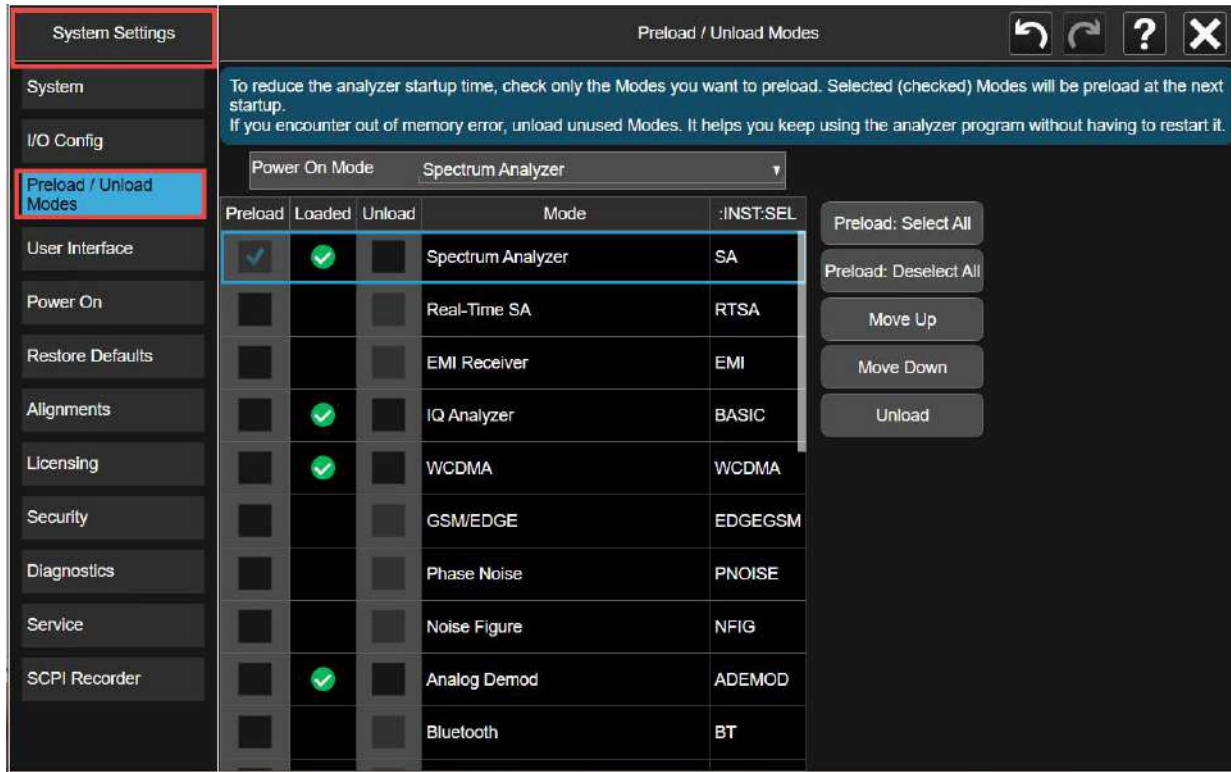 System Settings
Preload / Unload Modes
?
System
I/O Config
Preload / Unload
Modes
User Interface
Power On
Restore Defaults
Alignments
Licensing
Security
Diagnostics
Service
SCPI Recorder
To reduce the analyzer startup time, check only the Modes you want to preload. Selected (checked) Modes will be preload at the next
startup.
If you encounter out of memory error, unload unused Modes. It helps you keep using the analyzer program without having to restart it.
Power On Mode Spectrum Analyzer
Preload Loaded Unload Mode :INST:SEL
Spectrum Analyzer SA
Real-Time SA RTSA
EMI Receiver EMI
IQ Analyzer BASIC
WCDMA WCDMA
GSM/EDGE EDGEGSM
Phase Noise PNOISE
Noise Figure NFIG
Analog Demod ADEMOD
Bluetooth BT
Preload: Select All
Preload: Deselect All
Move Up
Move Down
Unload